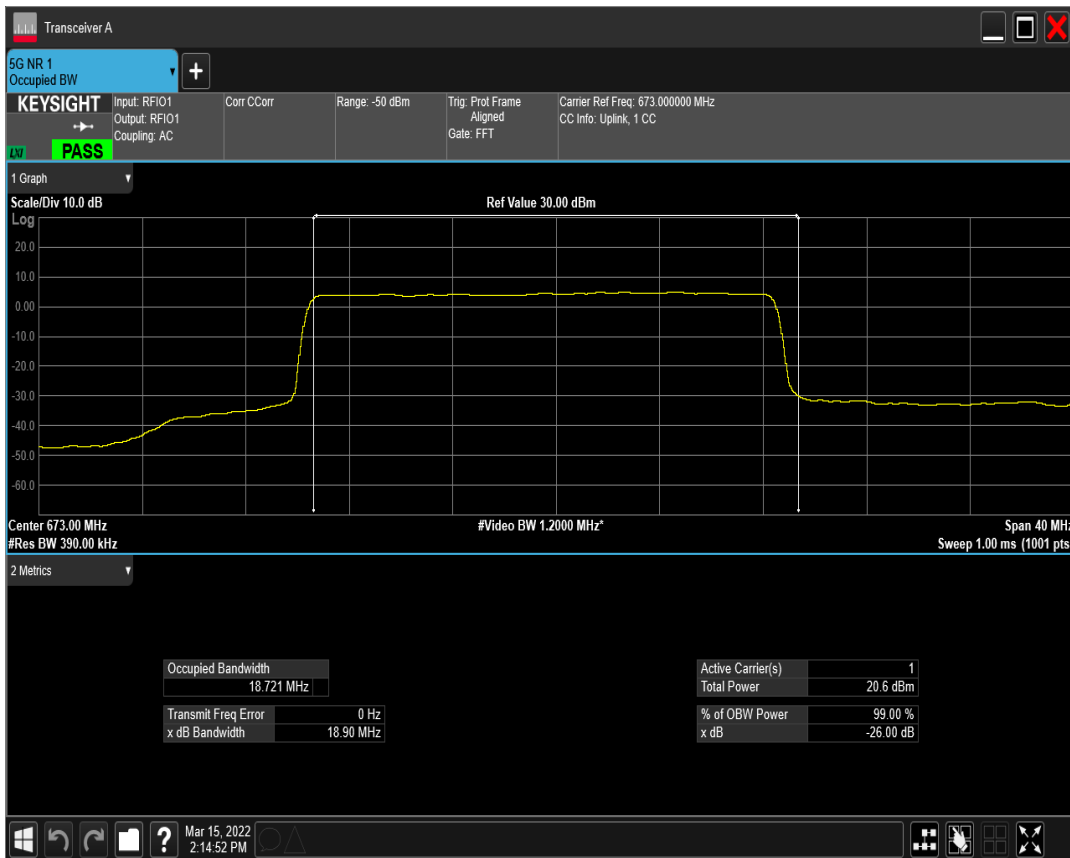 Transceiver A
5G NR 1
Occupied BW
+
KEYSIGHT
LXI
PASS
Input: RFIO1
Output: RFIO1
Coupling: AC
Corr CCorr
Range: -50 dBm
Trig: Prot Frame
Aligned
Gate: FFT
Carrier Ref Freq: 673.000000 MHz
CC Info: Uplink, 1 CC
1 Graph
Scale/Div 10.0 dB
Ref Value 30.00 dBm
Log
20.0
10.0
0.00
-10.0
-20.0
-30.0
-40.0
-50.0
-60.0
Center 673.00 MHz
#Video BW 1.2000 MHz*
Span 40 MHz
#Res BW 390.00 kHz
Sweep 1.00 ms (1001 pts
2 Metrics
Occupied Bandwidth
18.721 MHz
Transmit Freq Error 0 Hz
x dB Bandwidth 18.90 MHz
Active Carrier(s) 1
Total Power 20.6 dBm
% of OBW Power 99.00 %
x dB -26.00 dB
?
Mar 15, 2022
2:14:52 PM